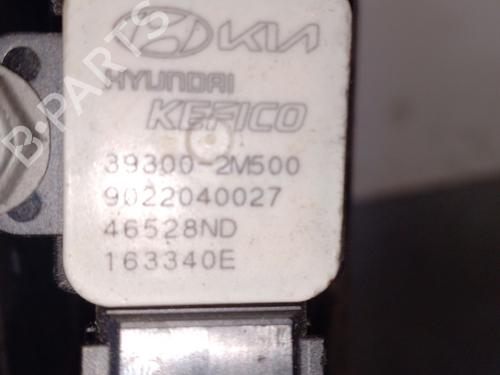 KIA
HYUNDAI
KEFICO
39300-2M500
9022040027
46528ND
163340E
B-PARTS